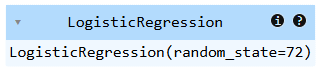 LogisticRegression i ?
LogisticRegression(random_state=72)